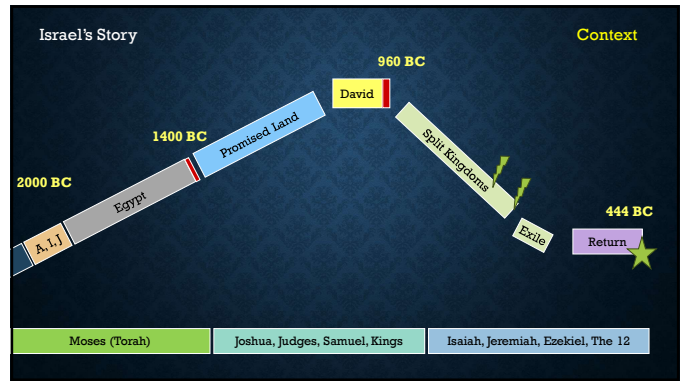 Israel's Story
Context
960 BC
David
1400 BC
Promised Land
Split Kingdoms
2000 BC
Egypt
444 BC
A, I, J
Exile
Return
Moses (Torah)
Joshua, Judges, Samuel, Kings
Isaiah, Jeremiah, Ezekiel, The 12